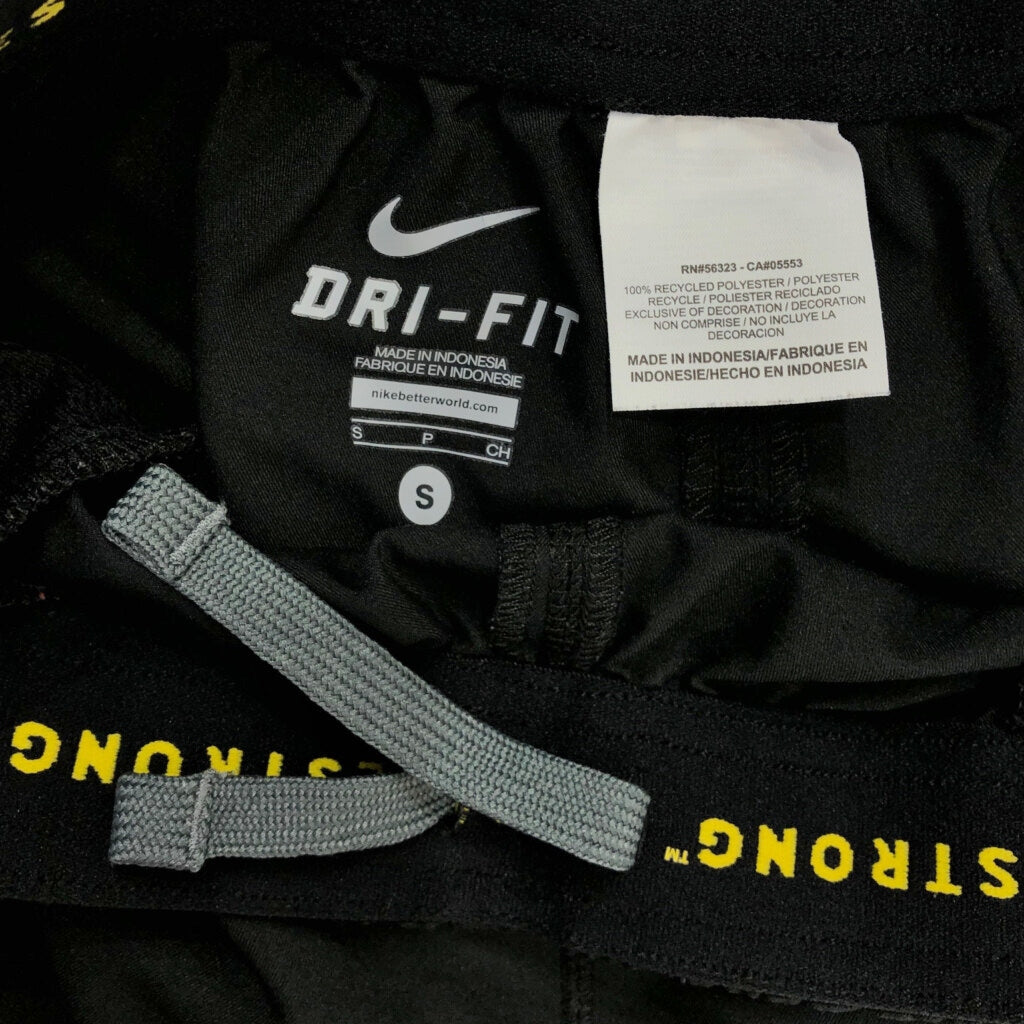 DRI-FIT
MADE IN INDONESIA
FABRIQUE EN INDONESIE
nikebetterworld.com
S P CH
S
RN#56323 - CA#05553
100% RECYCLED POLYESTER / POLYESTER
RECYCLE / POLIESTER RECICLADO
EXCLUSIVE OF DECORATION / DECORATION
NON COMPRISE / NO INCLUYE LA
DECORACION
MADE IN INDONESIA/FABRIQUE EN
INDONESIE/HECHO EN INDONESIA
ESTRONG
STRONG™